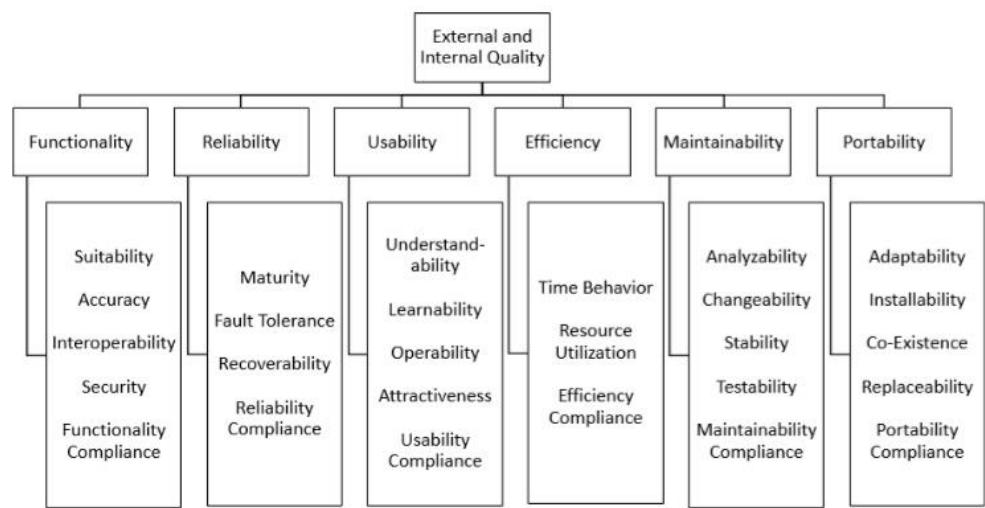 External and
Internal Quality
Functionality
Reliability
Usability
Efficiency
Maintainability
Portability
Suitability
Accuracy
Interoperability
Security
Functionality
Compliance
Maturity
Fault Tolerance
Recoverability
Reliability
Compliance
Understand-
ability
Learnability
Operability
Attractiveness
Usability
Compliance
Time Behavior
Resource
Utilization
Efficiency
Compliance
Analyzability
Changeability
Stability
Testability
Maintainability
Compliance
Adaptability
Installability
Co-Existence
Replaceability
Portability
Compliance